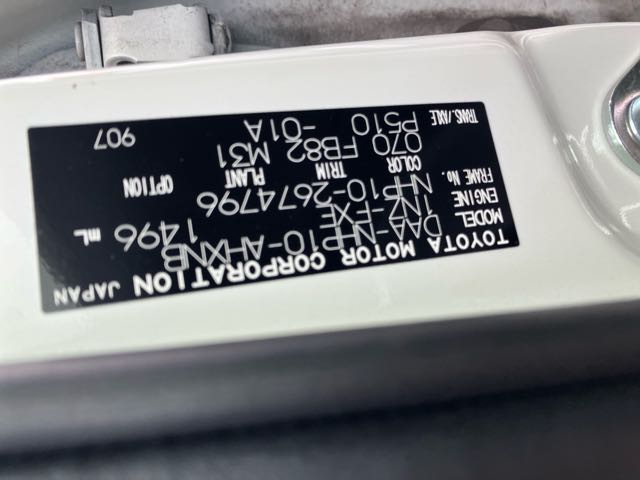 TOYOTA MOTOR CORPORATION JAPAN
MODEL DAA-NHP10-AHXNB
ENGINE 1NZ-FXE 1496 mL
FRAME No. NHP10-2674796
COLOR TRIM PLANT OPTION
070 FB82 M31
TRANS./AXLE P510 -01A 907